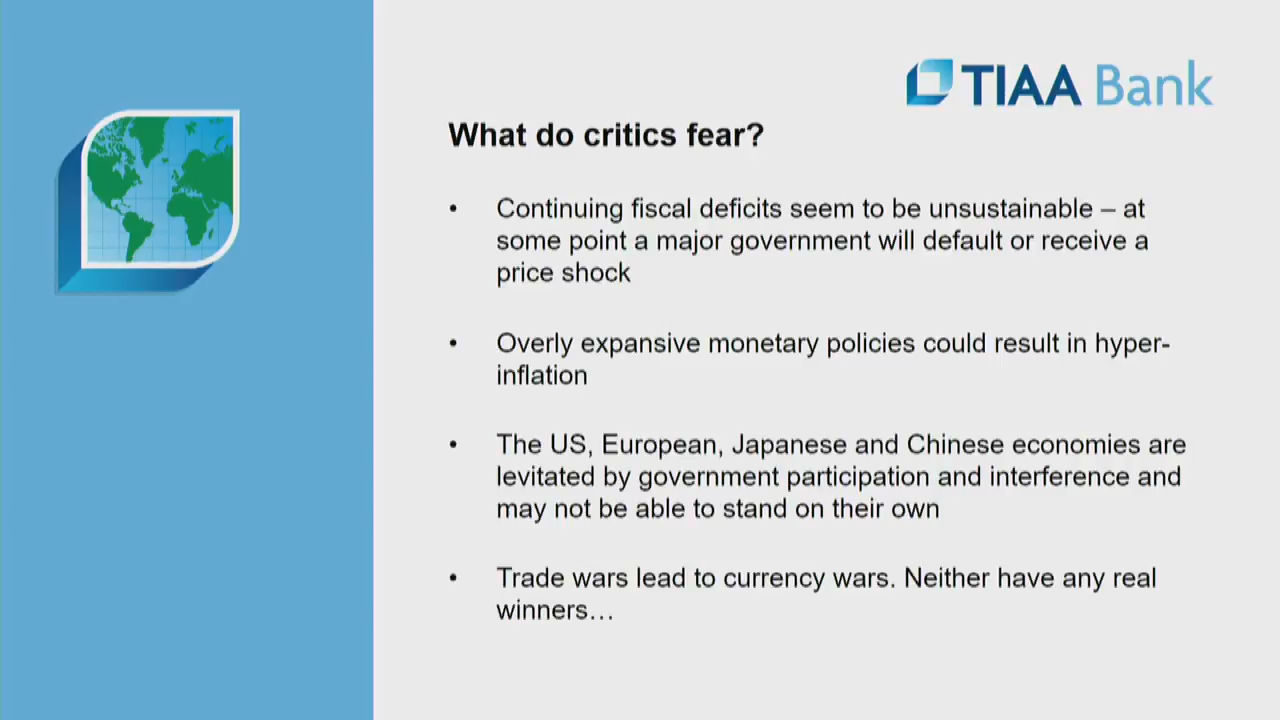 TIAA Bank
What do critics fear?
• Continuing fiscal deficits seem to be unsustainable – at
some point a major government will default or receive a
price shock
• Overly expansive monetary policies could result in hyper-
inflation
• The US, European, Japanese and Chinese economies are
levitated by government participation and interference and
may not be able to stand on their own
• Trade wars lead to currency wars. Neither have any real
winners…